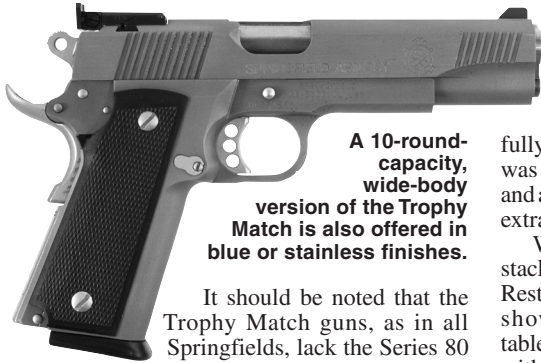 SPRINGFIELD ARMORY
A 10-round-
capacity,
wide-body
version of the Trophy
Match is also offered in
blue or stainless finishes.
It should be noted that the
Trophy Match guns, as in all
Springfields, lack the Series 80
fully
was
and a
extra
W
stack
Rest
show
table